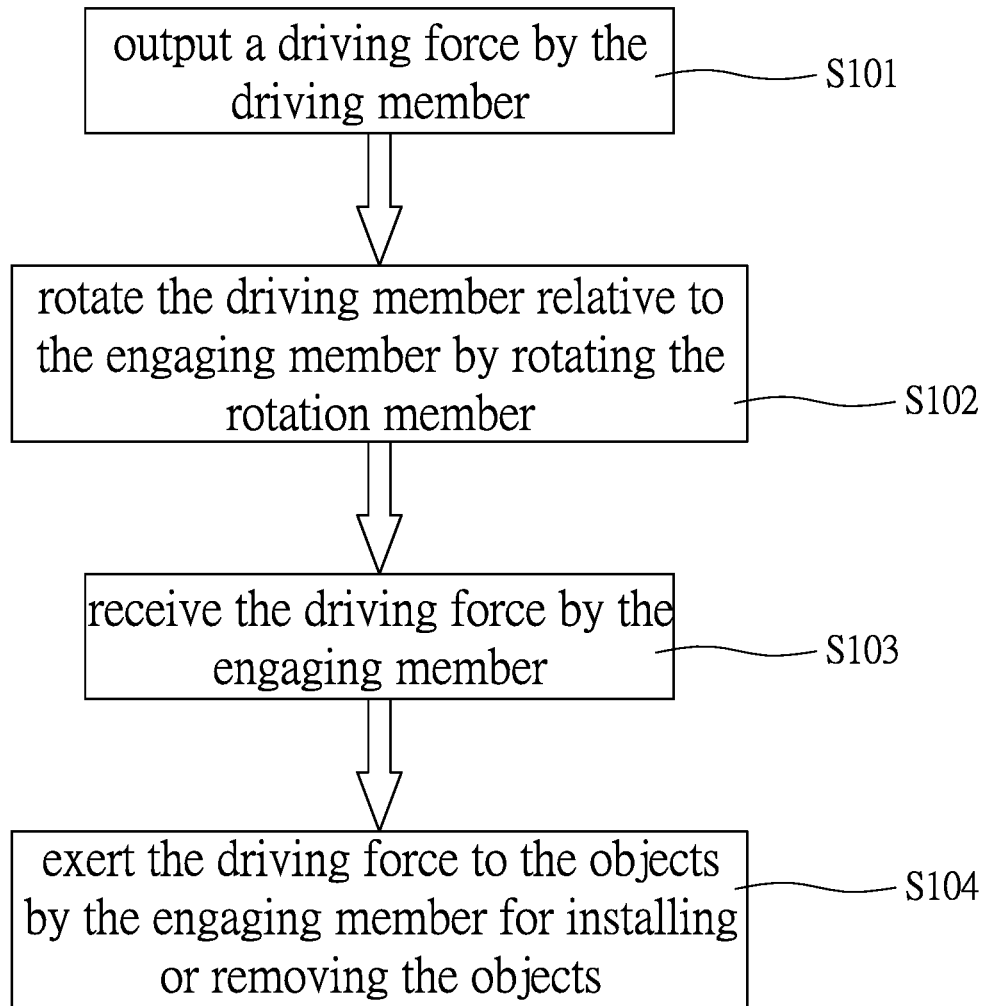 output a driving force by the
driving member
S101
rotate the driving member relative to
the engaging member by rotating the
rotation member
S102
receive the driving force by the
engaging member
S103
exert the driving force to the objects
by the engaging member for installing
or removing the objects
S104